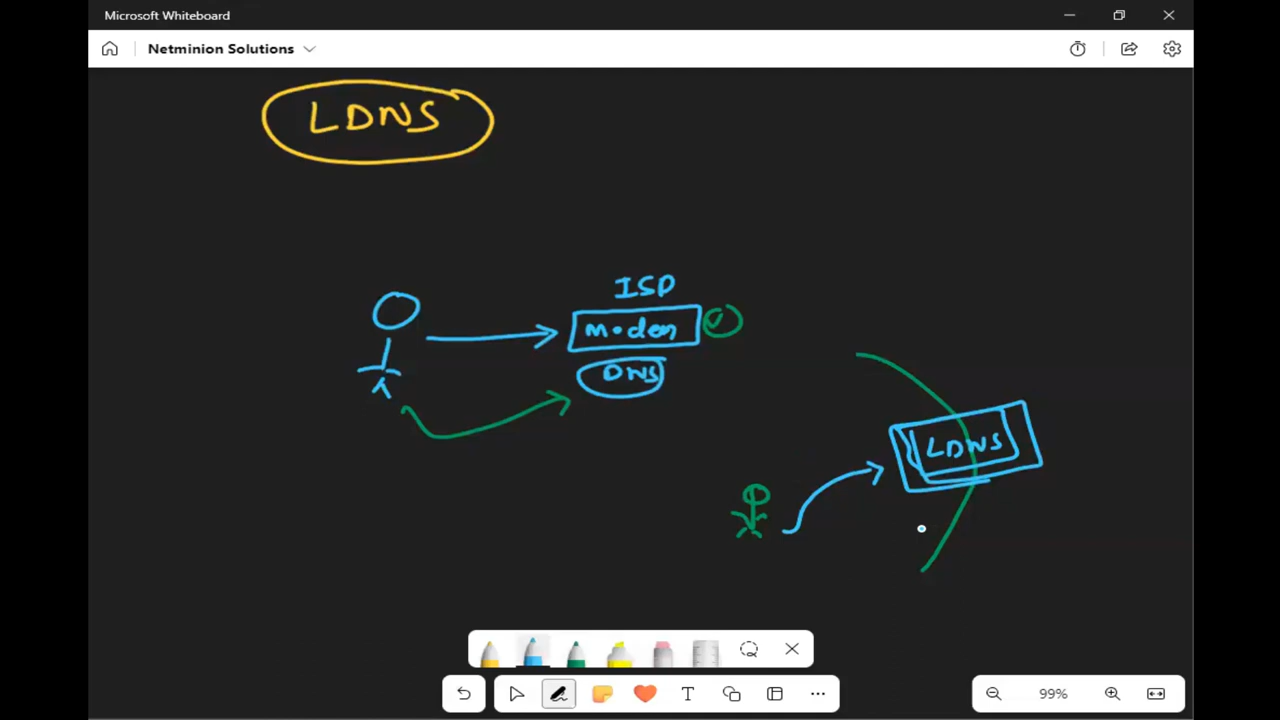 Microsoft Whiteboard
Netminion Solutions
LDNS
ISP
Modem
DNS
LDNS
99%